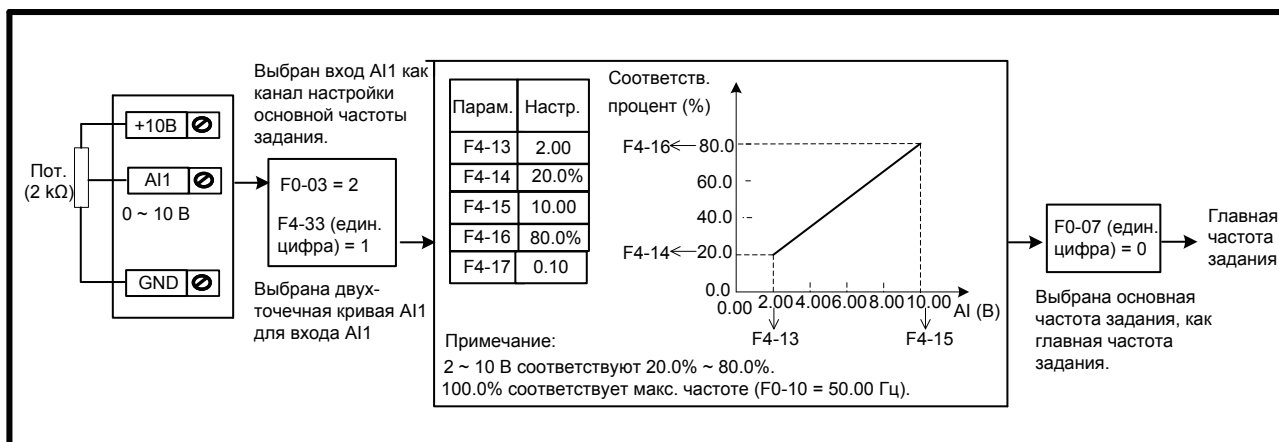 +10В
AI1
Пот.
(2 kΩ)
0 ~ 10 В
GND
Выбран вход AI1 как
канал настройки
основной частоты
задания.
F0-03 = 2
F4-33 (един.
цифра) = 1
Выбрана двух-
точечная кривая AI1
для входа AI1
Парам. Настр.
F4-13 2.00
F4-14 20.0%
F4-15 10.00
F4-16 80.0%
F4-17 0.10
Соответств.
процент (%)
F4-16 80.0
60.0
40.0
F4-14 20.0
0.0
0.00 2.00 4.00 6.00 8.00 10.00 AI (В)
F4-13 F4-15
Примечание:
2 ~ 10 В соответствуют 20.0% ~ 80.0%.
100.0% соответствует макс. частоте (F0-10 = 50.00 Гц).
F0-07 (един.
цифра) = 0
Выбрана основная
частота задания, как
главная частота
задания.
Главная
частота
задания